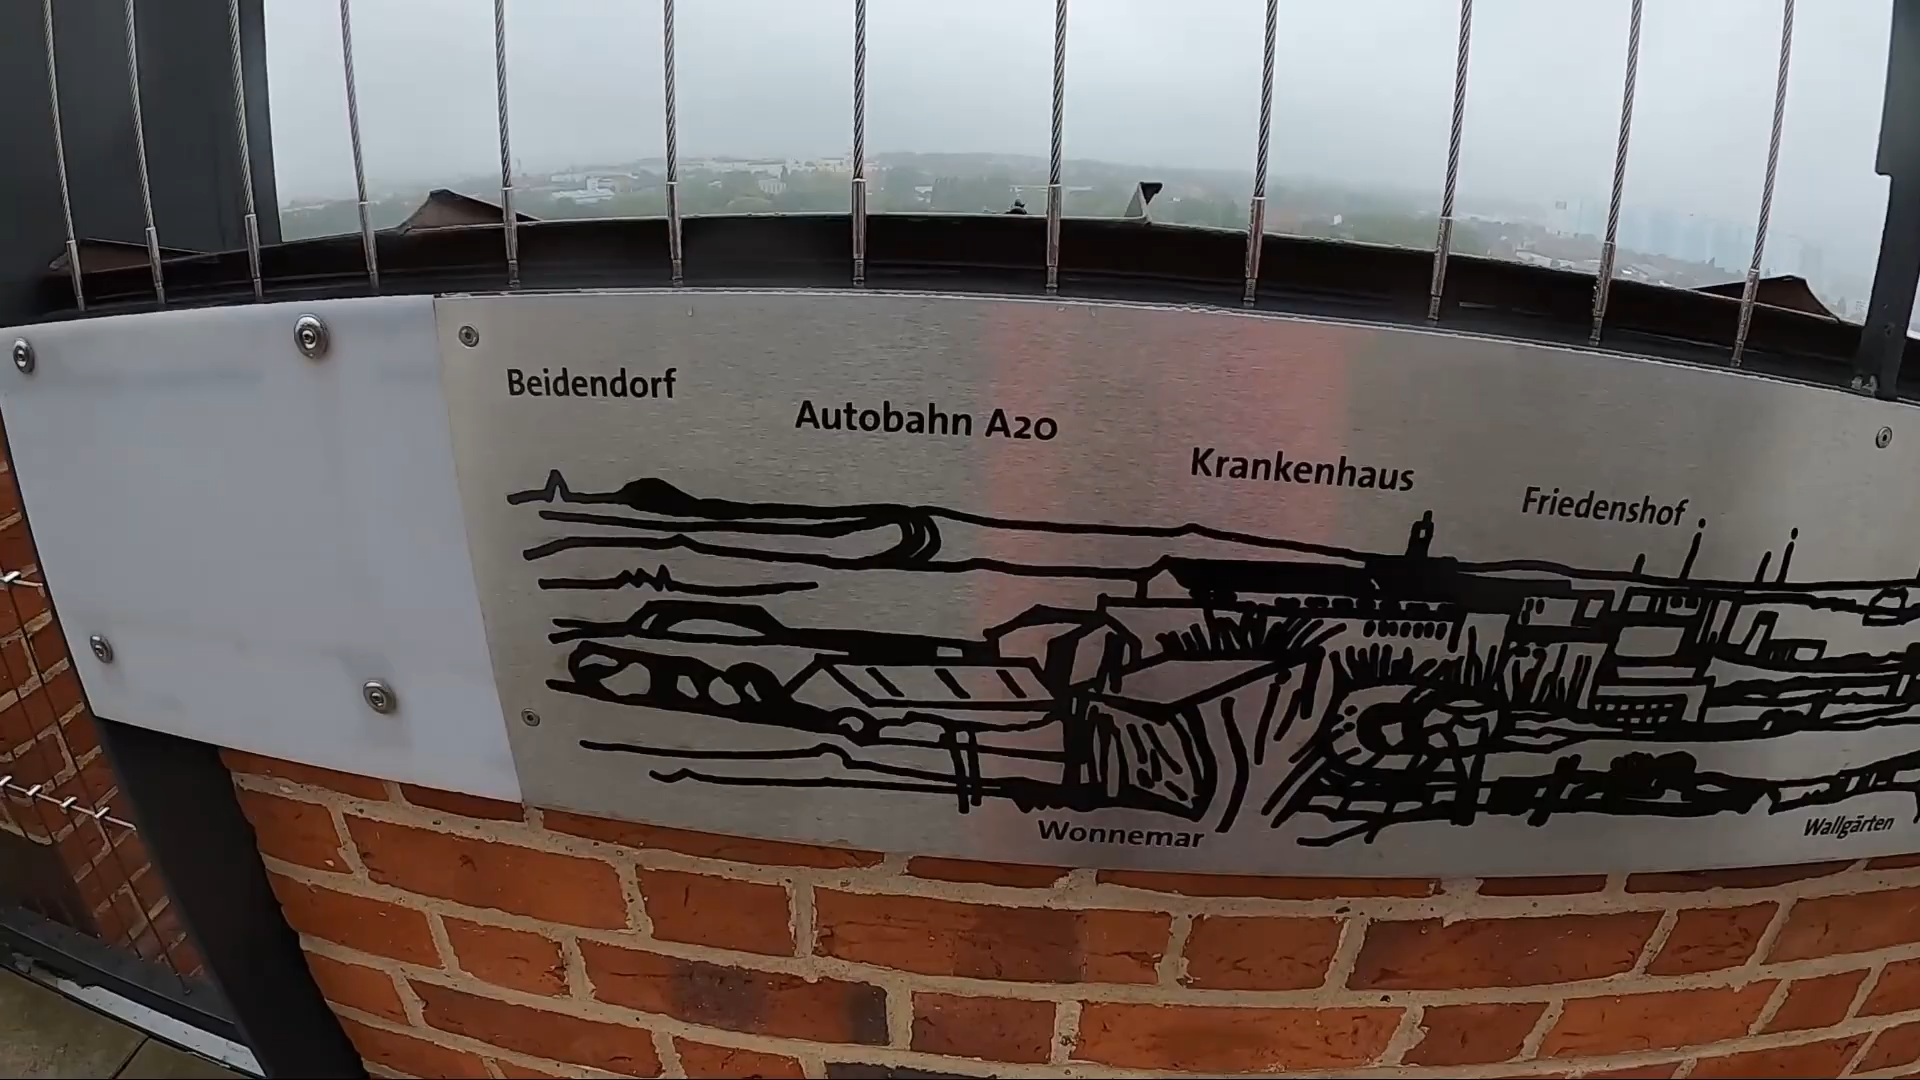 Beidendorf
Autobahn A20
Krankenhaus
Friedenshof
Wonnemar
Wallgärten